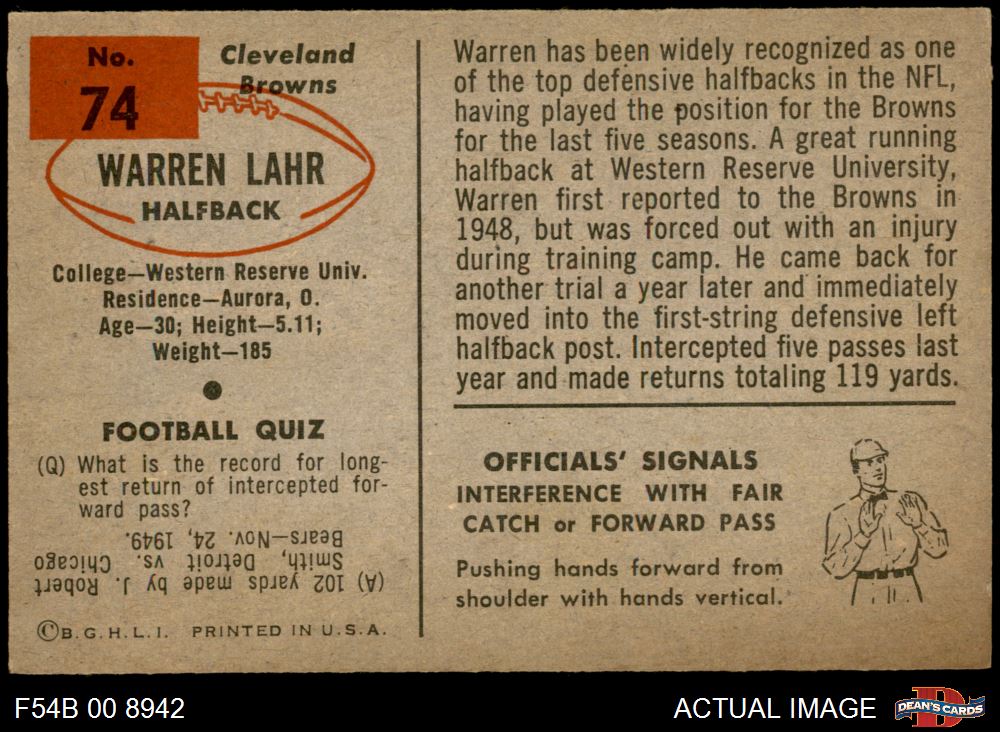 No.
74
Cleveland
Browns
WARREN LAHR
HALFBACK
College—Western Reserve Univ.
Residence—Aurora, O.
Age—30; Height—5.11;
Weight—185
FOOTBALL QUIZ
(Q) What is the record for long-
est return of intercepted for-
ward pass?
(A) 102 yards made by J. Robert
Smith, Detroit vs. Chicago
Bears—Nov. 24, 1949.
©B.G.H.L.I. PRINTED IN U.S.A.
Warren has been widely recognized as one
of the top defensive halfbacks in the NFL,
having played the position for the Browns
for the last five seasons. A great running
halfback at Western Reserve University,
Warren first reported to the Browns in
1948, but was forced out with an injury
during training camp. He came back for
another trial a year later and immediately
moved into the first-string defensive left
halfback post. Intercepted five passes last
year and made returns totaling 119 yards.
OFFICIALS' SIGNALS
INTERFERENCE WITH FAIR
CATCH or FORWARD PASS
Pushing hands forward from
shoulder with hands vertical.
F54B 00 8942
ACTUAL IMAGE
D
DEAN'S CARDS